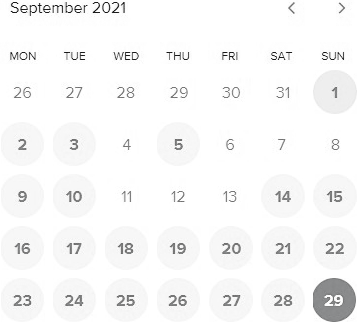 September 2021
MON TUE WED THU FRI SAT SUN
26 27 28 29 30 31 1
2 3 4 5 6 7 8
9 10 11 12 13 14 15
16 17 18 19 20 21 22
23 24 25 26 27 28 29